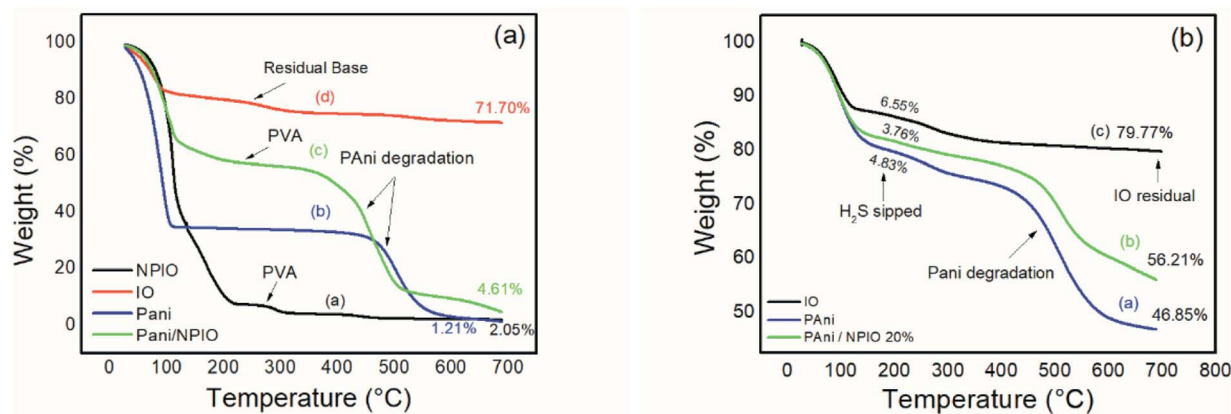 (a)
Weight (%)
100
80
60
40
20
0
Residual Base
(d)
71.70%
PVA
(c)
PAni degradation
(b)
PVA
(a)
4.61%
1.21%
2.05%
NPIO
IO
Pani
Pani/NPIO
0 100 200 300 400 500 600 700
Temperature (°C)
(b)
Weight (%)
100
90
80
70
60
50
6.55%
3.76%
4.83%
(c) 79.77%
H₂S sipped
IO residual
(b)
Pani degradation
56.21%
(a)
46.85%
IO
PAni
PAni / NPIO 20%
0 100 200 300 400 500 600 700 800
Temperature (°C)